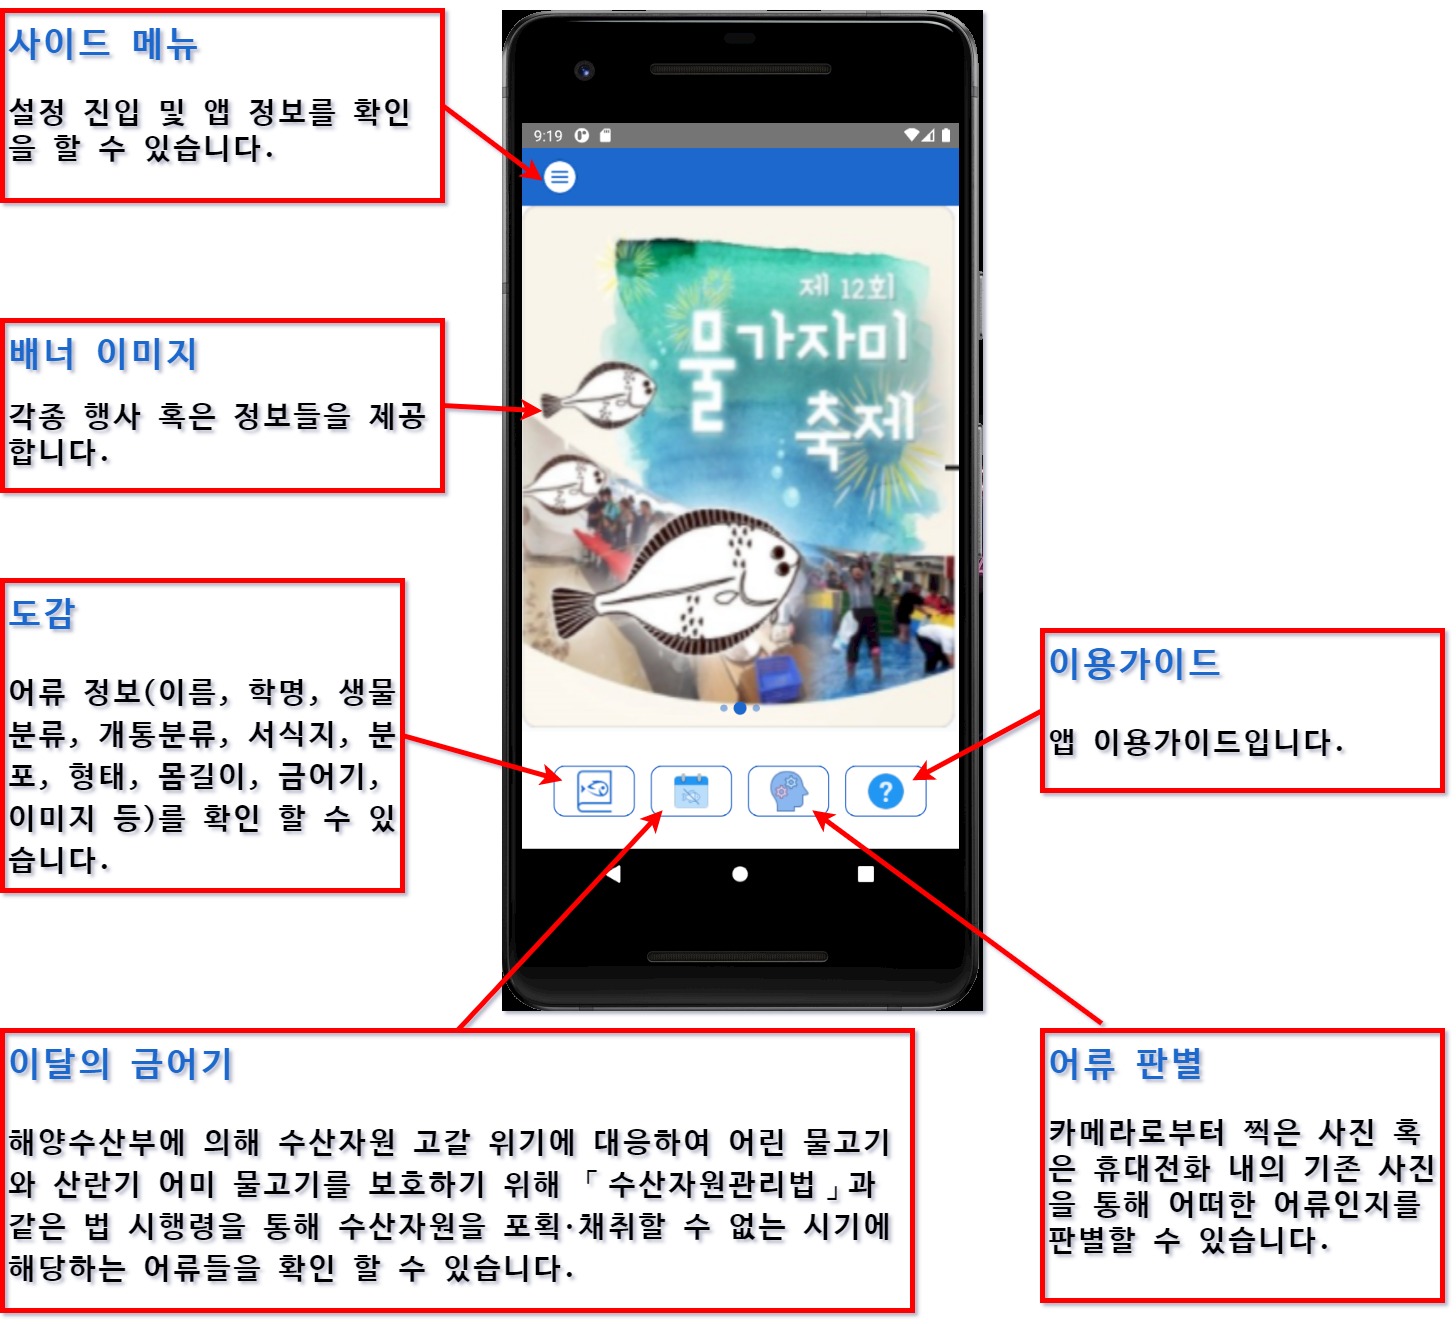 사이드 메뉴
설정 진입 및 앱 정보를 확인
을 할 수 있습니다.
배너 이미지
각종 행사 혹은 정보들을 제공
합니다.
도감
어류 정보(이름, 학명, 생물
분류, 개통분류, 서식지, 분
포, 형태, 몸길이, 금어기,
이미지 등)를 확인 할 수 있
습니다.
9:19
제 12회
물가자미
축제
?
이용가이드
앱 이용가이드입니다.
이달의 금어기
해양수산부에 의해 수산자원 고갈 위기에 대응하여 어린 물고기
와 산란기 어미 물고기를 보호하기 위해 「수산자원관리법」과
같은 법 시행령을 통해 수산자원을 포획·채취할 수 없는 시기에
해당하는 어류들을 확인 할 수 있습니다.
어류 판별
카메라로부터 찍은 사진 혹
은 휴대전화 내의 기존 사진
을 통해 어떠한 어류인지를
판별할 수 있습니다.